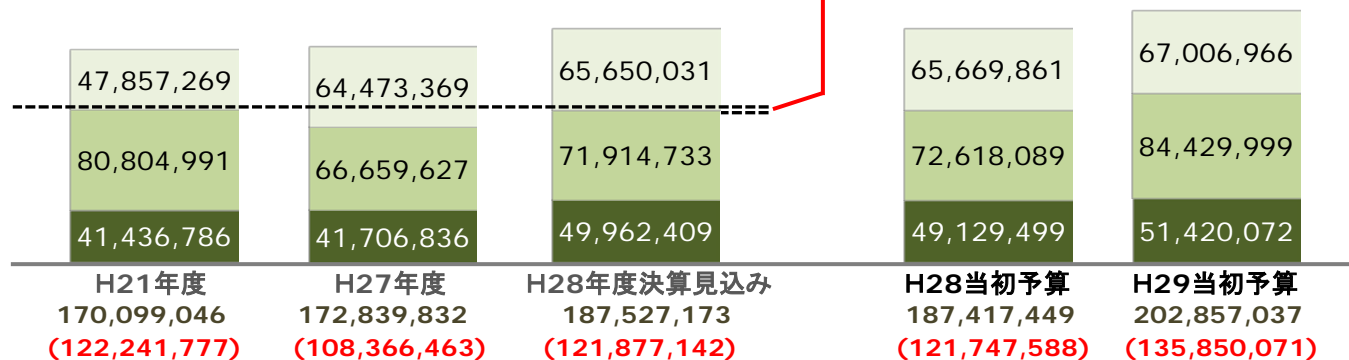 47,857,269 64,473,369 65,650,031 65,669,861 67,006,966
80,804,991 66,659,627 71,914,733 72,618,089 84,429,999
41,436,786 41,706,836 49,962,409 49,129,499 51,420,072
H21年度 H27年度 H28年度決算見込み H28当初予算 H29当初予算
170,099,046 172,839,832 187,527,173 187,417,449 202,857,037
(122,241,777) (108,366,463) (121,877,142) (121,747,588) (135,850,071)